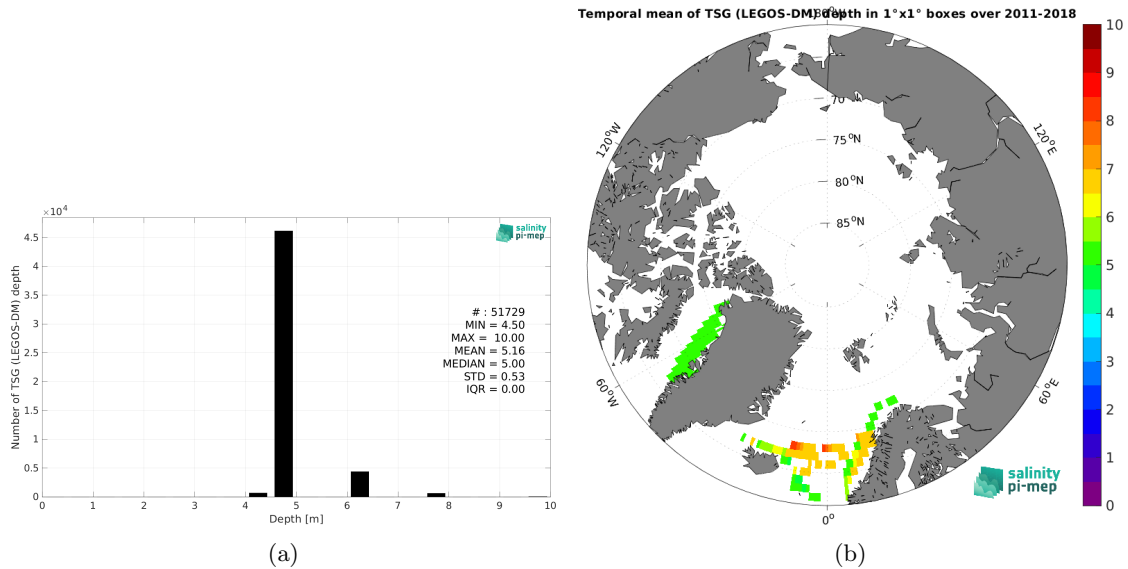 Temporal mean of TSG (LEGOS-DM) depth in 1°x1° boxes over 2011-2018
180°W
×10⁴
4.5
4
3.5
3
2.5
2
1.5
1
0.5
0
Number of TSG (LEGOS-DM) depth
salinity
pi-mep
# : 51729
MIN = 4.50
MAX = 10.00
MEAN = 5.16
MEDIAN = 5.00
STD = 0.53
IQR = 0.00
0 1 2 3 4 5 6 7 8 9 10
Depth [m]
(a)
120°W
120°E
60°W
60°E
0°
70
75°N
80°N
85°N
salinity
pi-mep
10
9
8
7
6
5
4
3
2
1
0
(b)